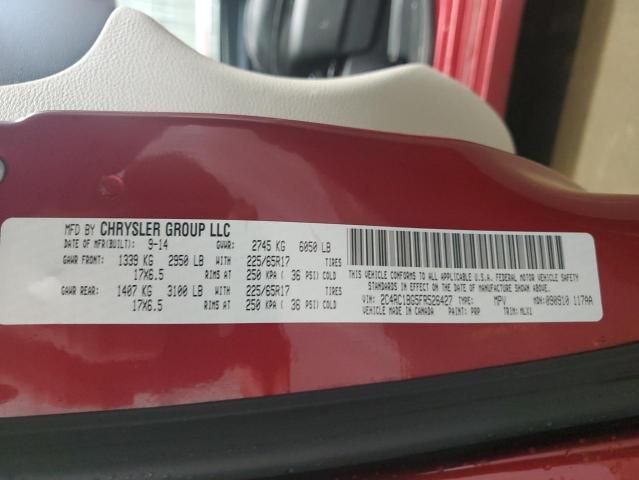 MFD BY CHRYSLER GROUP LLC
DATE OF MFR(BUILT): 9-14 GVWR: 2745 KG 6050 LB
GAWR FRONT: 1339 KG 2950 LB WITH 225/65R17 TIRES
17X6.5 RIMS AT 250 KPA ( 36 PSI) COLD
GAWR REAR: 1407 KG 3100 LB WITH 225/65R17 TIRES
17X6.5 RIMS AT 250 KPA ( 36 PSI) COLD
THIS VEHICLE CONFORMS TO ALL APPLICABLE U.S.A. FEDERAL MOTOR VEHICLE SAFETY
STANDARDS IN EFFECT ON THE DATE OF MANUFACTURE SHOWN ABOVE.
VIN: 2C4RC1BG5FR526427 TYPE: MPV MDH: 090910 117AA
VEHICLE MADE IN CANADA PAINT: PRP TRIM: MLX1